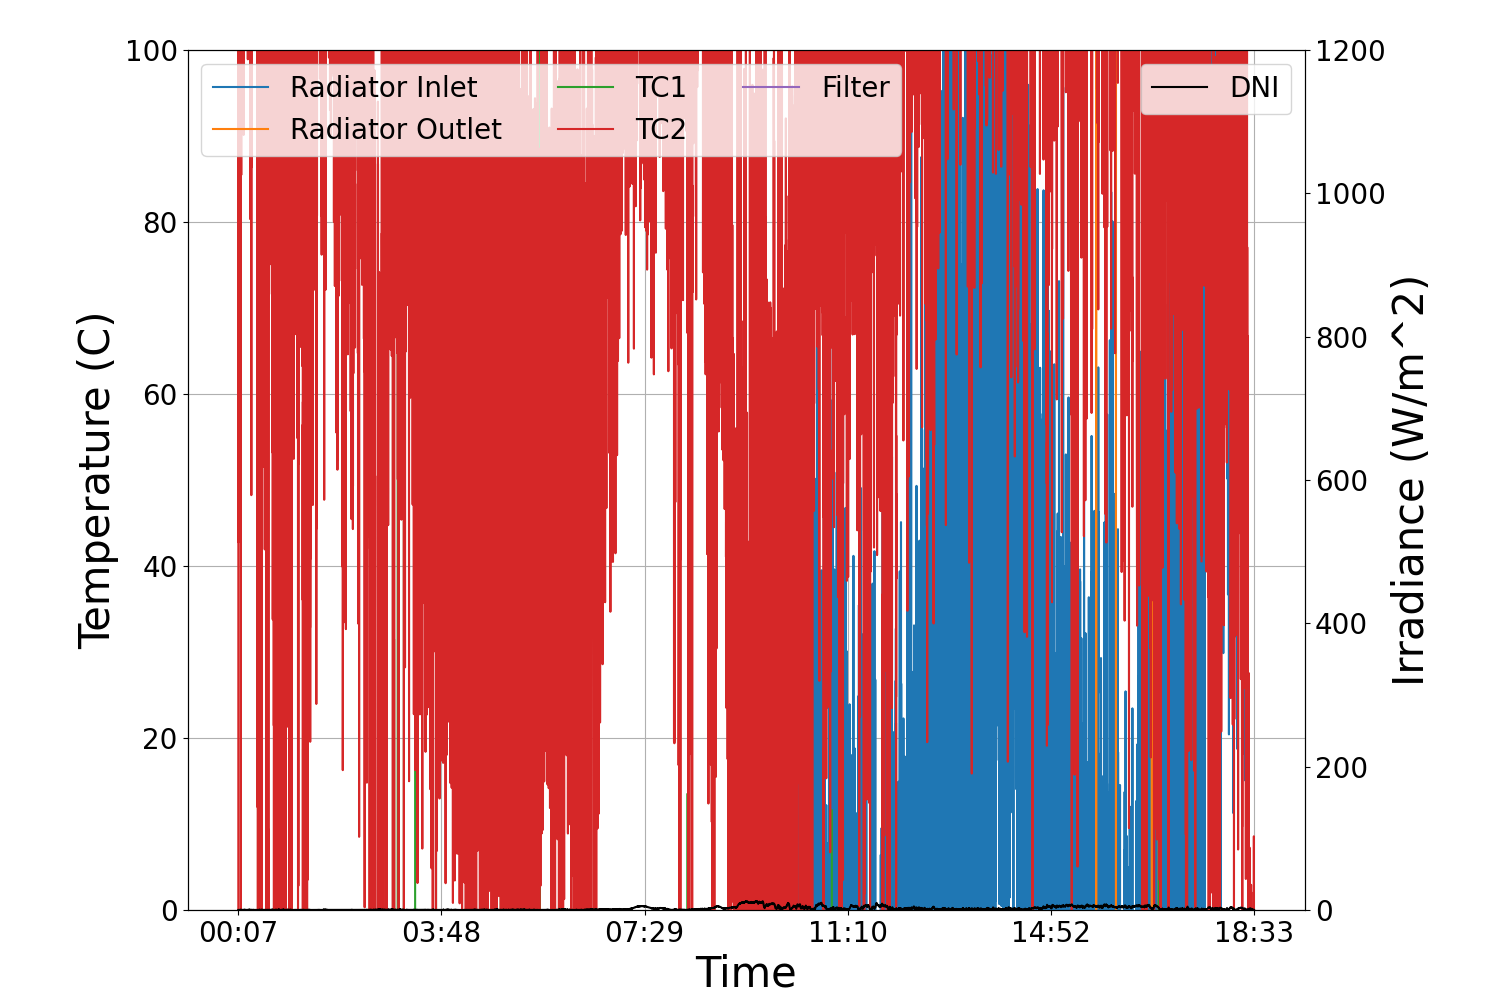 100
80
60
40
20
0
Temperature (C)
Radiator Inlet
Radiator Outlet
TC1
TC2
Filter
DNI
1200
1000
800
600
400
200
0
Irradiance (W/m^2)
00:07 03:48 07:29 11:10 14:52 18:33
Time